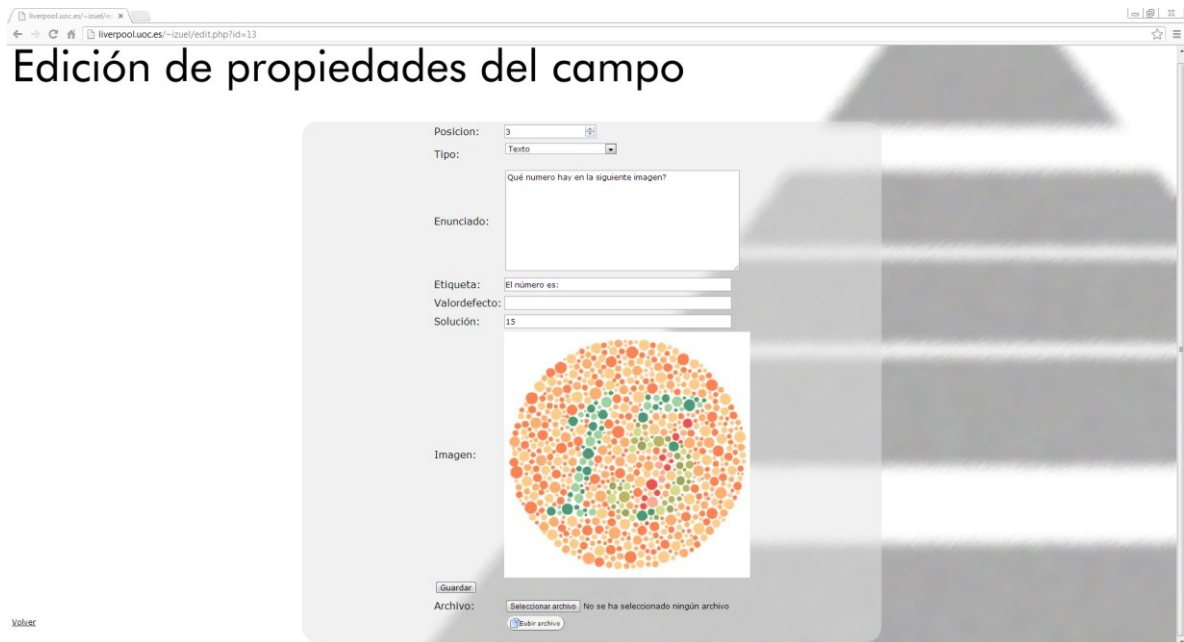 liverpool.uoc.es/~izuel/e
liverpool.uoc.es/~izuel/edit.php?id=13
Edición de propiedades del campo
Posicion: 3
Tipo: Texto
Enunciado: Qué numero hay en la siguiente imagen?
Etiqueta: El número es:
Valordefecto:
Solución: 15
Imagen:
15
Guardar
Archivo: Seleccionar archivo No se ha seleccionado ningún archivo
Subir archivo
Volver